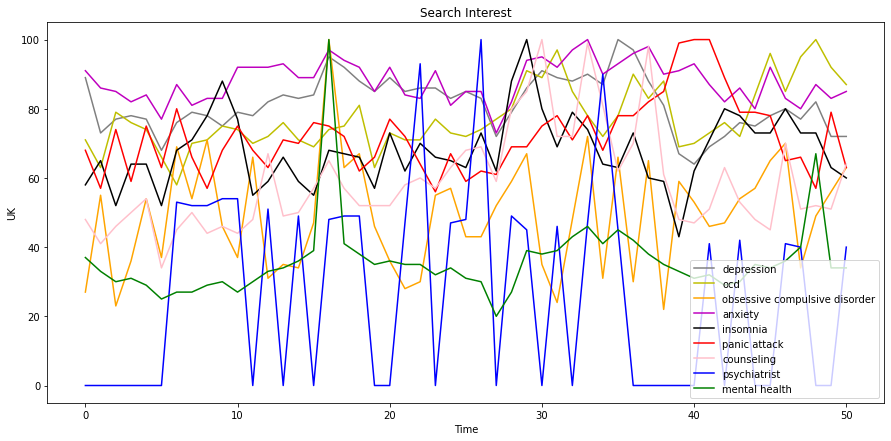 Search Interest
100
80
60
40
20
0
UK
0 10 20 30 40 50
Time
depression
ocd
obsessive compulsive disorder
anxiety
insomnia
panic attack
counseling
psychiatrist
mental health